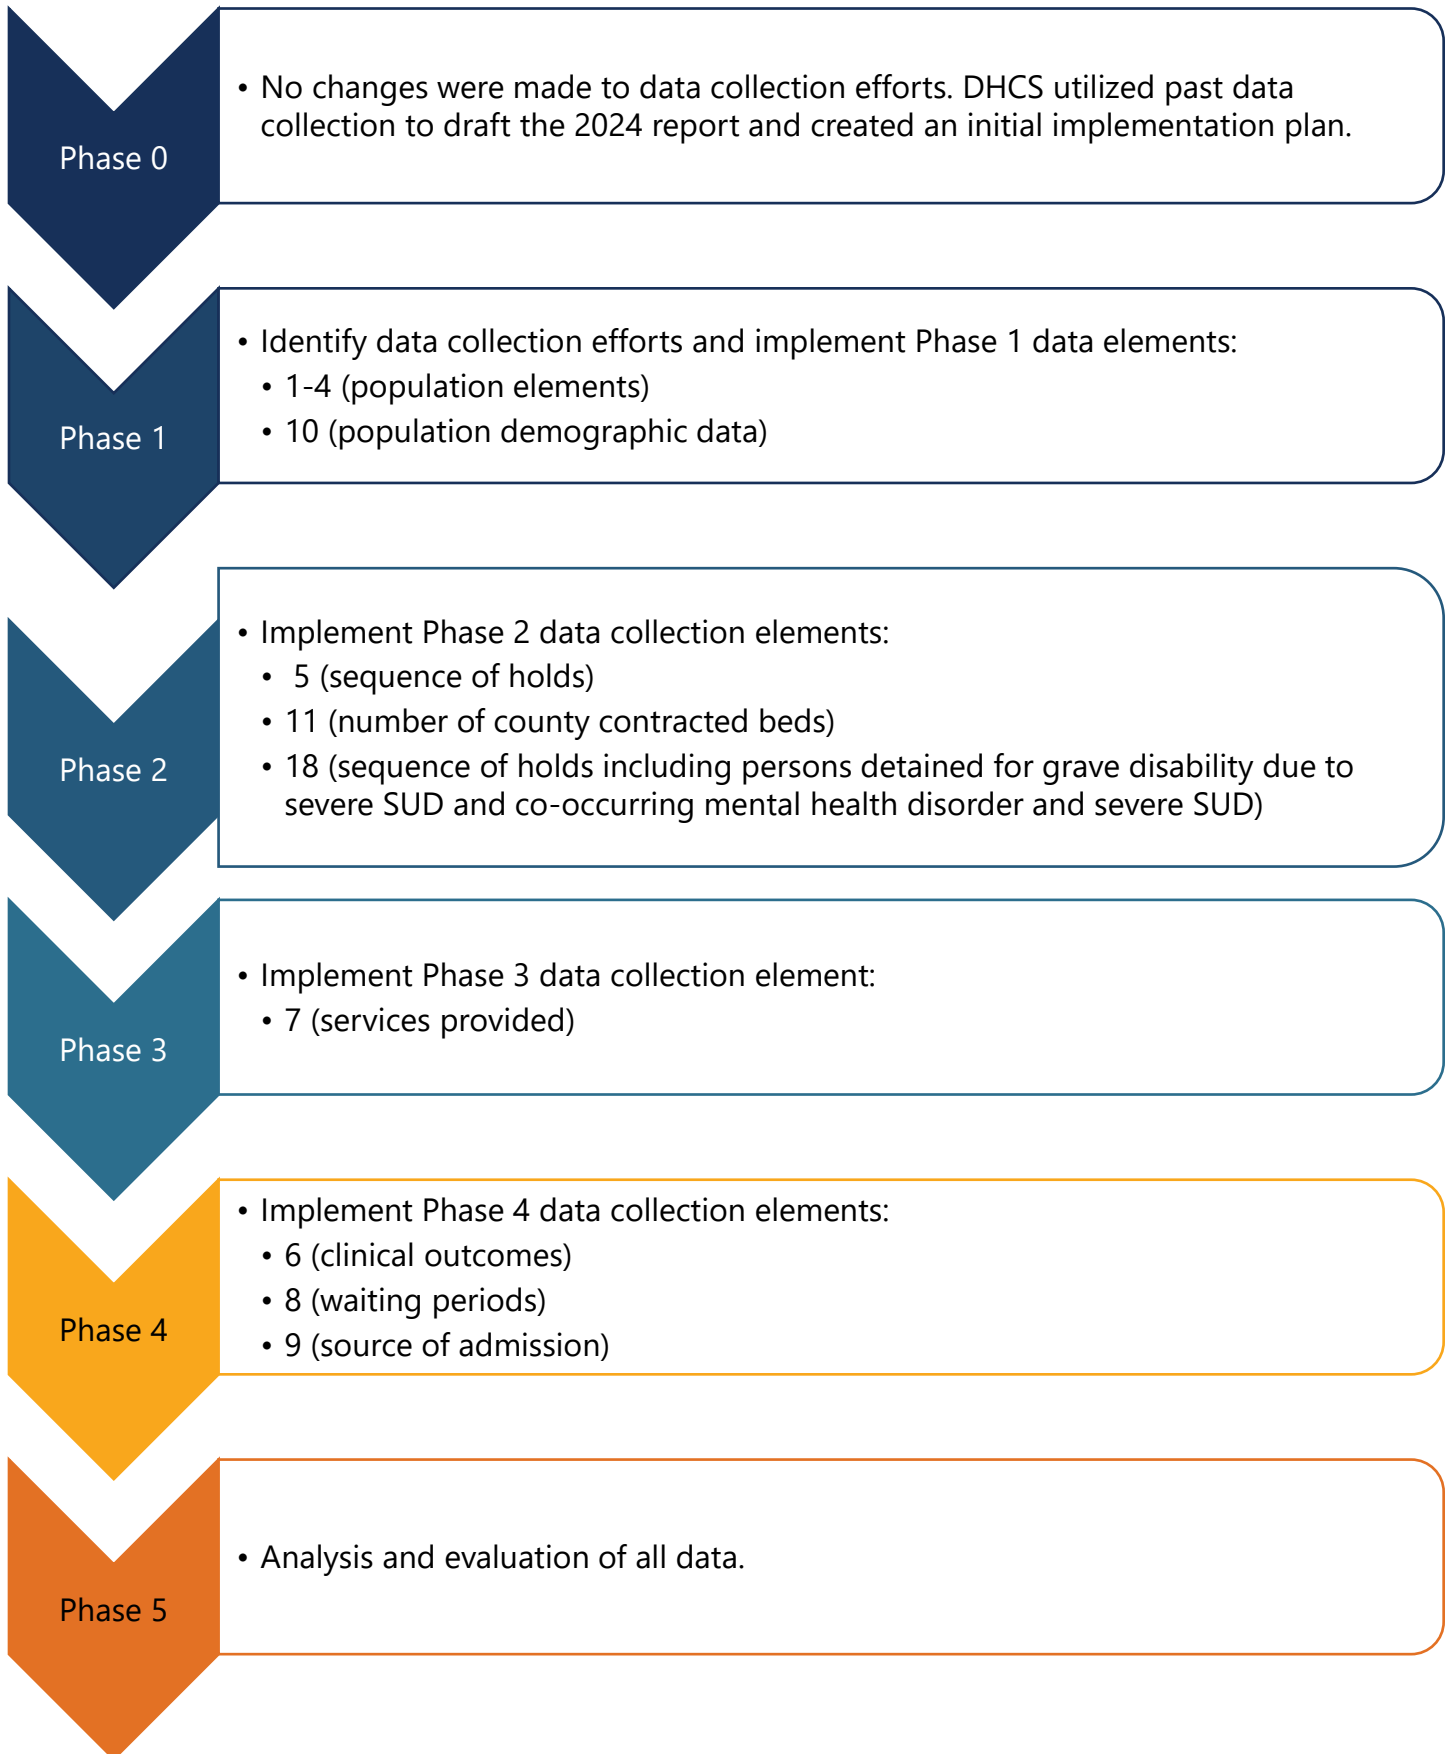 Phase 0
• No changes were made to data collection efforts. DHCS utilized past data
collection to draft the 2024 report and created an initial implementation plan.
Phase 1
• Identify data collection efforts and implement Phase 1 data elements:
• 1-4 (population elements)
• 10 (population demographic data)
Phase 2
• Implement Phase 2 data collection elements:
• 5 (sequence of holds)
• 11 (number of county contracted beds)
• 18 (sequence of holds including persons detained for grave disability due to
severe SUD and co-occurring mental health disorder and severe SUD)
Phase 3
• Implement Phase 3 data collection element:
• 7 (services provided)
Phase 4
• Implement Phase 4 data collection elements:
• 6 (clinical outcomes)
• 8 (waiting periods)
• 9 (source of admission)
Phase 5
• Analysis and evaluation of all data.